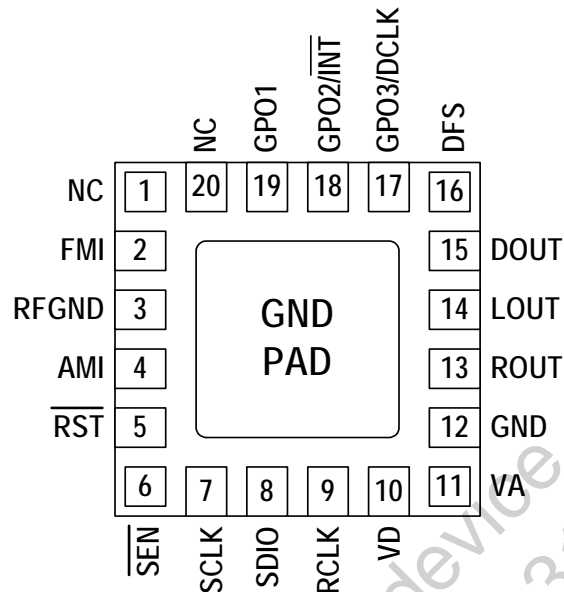 NC
GPO1
GPO2/INT
GPO3/DCLK
DFS
NC 1 20 19 18 17 16
FMI 2 15 DOUT
RFGND 3 14 LOUT
AMI 4 13 ROUT
RST 5 12 GND
6 7 8 9 10 11 VA
GND
PAD
SEN
SCLK
SDIO
RCLK
VD
device